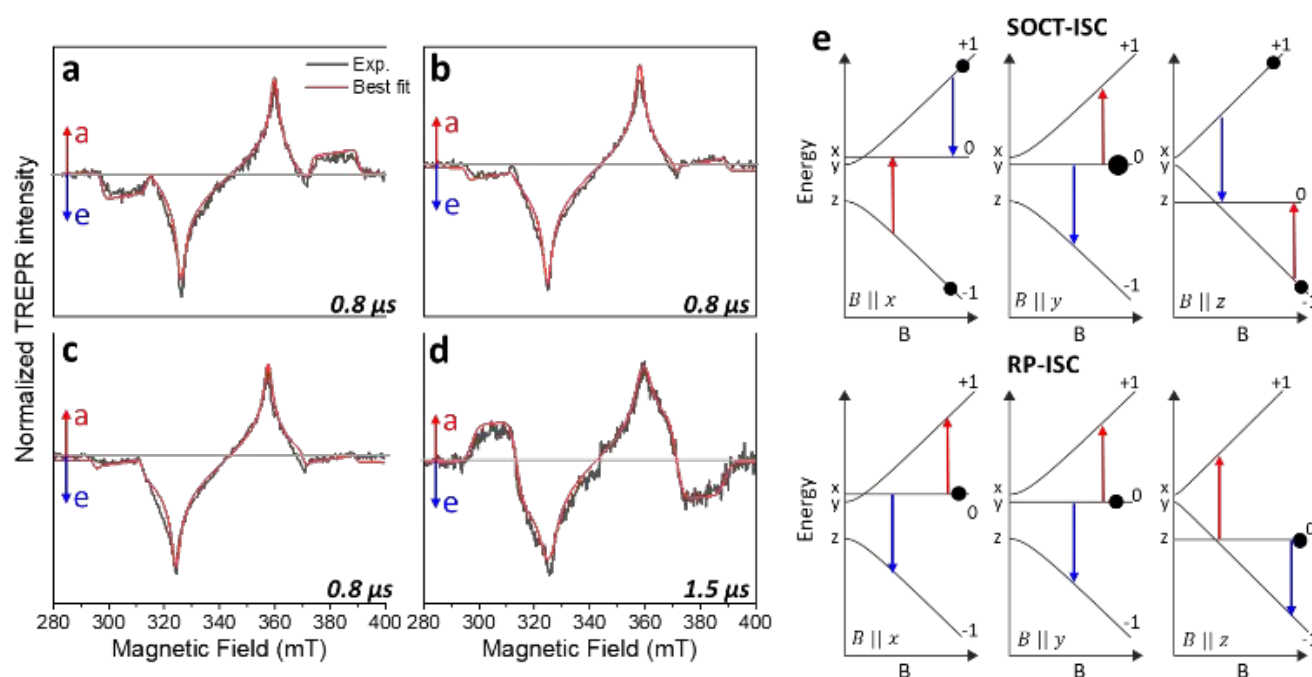 a
Exp.
Best fit
a
e
0.8 µs
b
a
e
0.8 µs
c
a
e
0.8 µs
d
a
e
1.5 µs
Normalized TREPR intensity
280 300 320 340 360 380 400
280 300 320 340 360 380 400
Magnetic Field (mT)
Magnetic Field (mT)
e
SOCT-ISC
+1
0
-1
x
y
z
Energy
B || x
B
+1
0
-1
x
y
z
B || y
B
+1
0
-1
x
y
z
B || z
B
RP-ISC
+1
0
-1
x
y
z
Energy
B || x
B
+1
0
-1
x
y
z
B || y
B
+1
0
-1
x
y
z
B || z
B